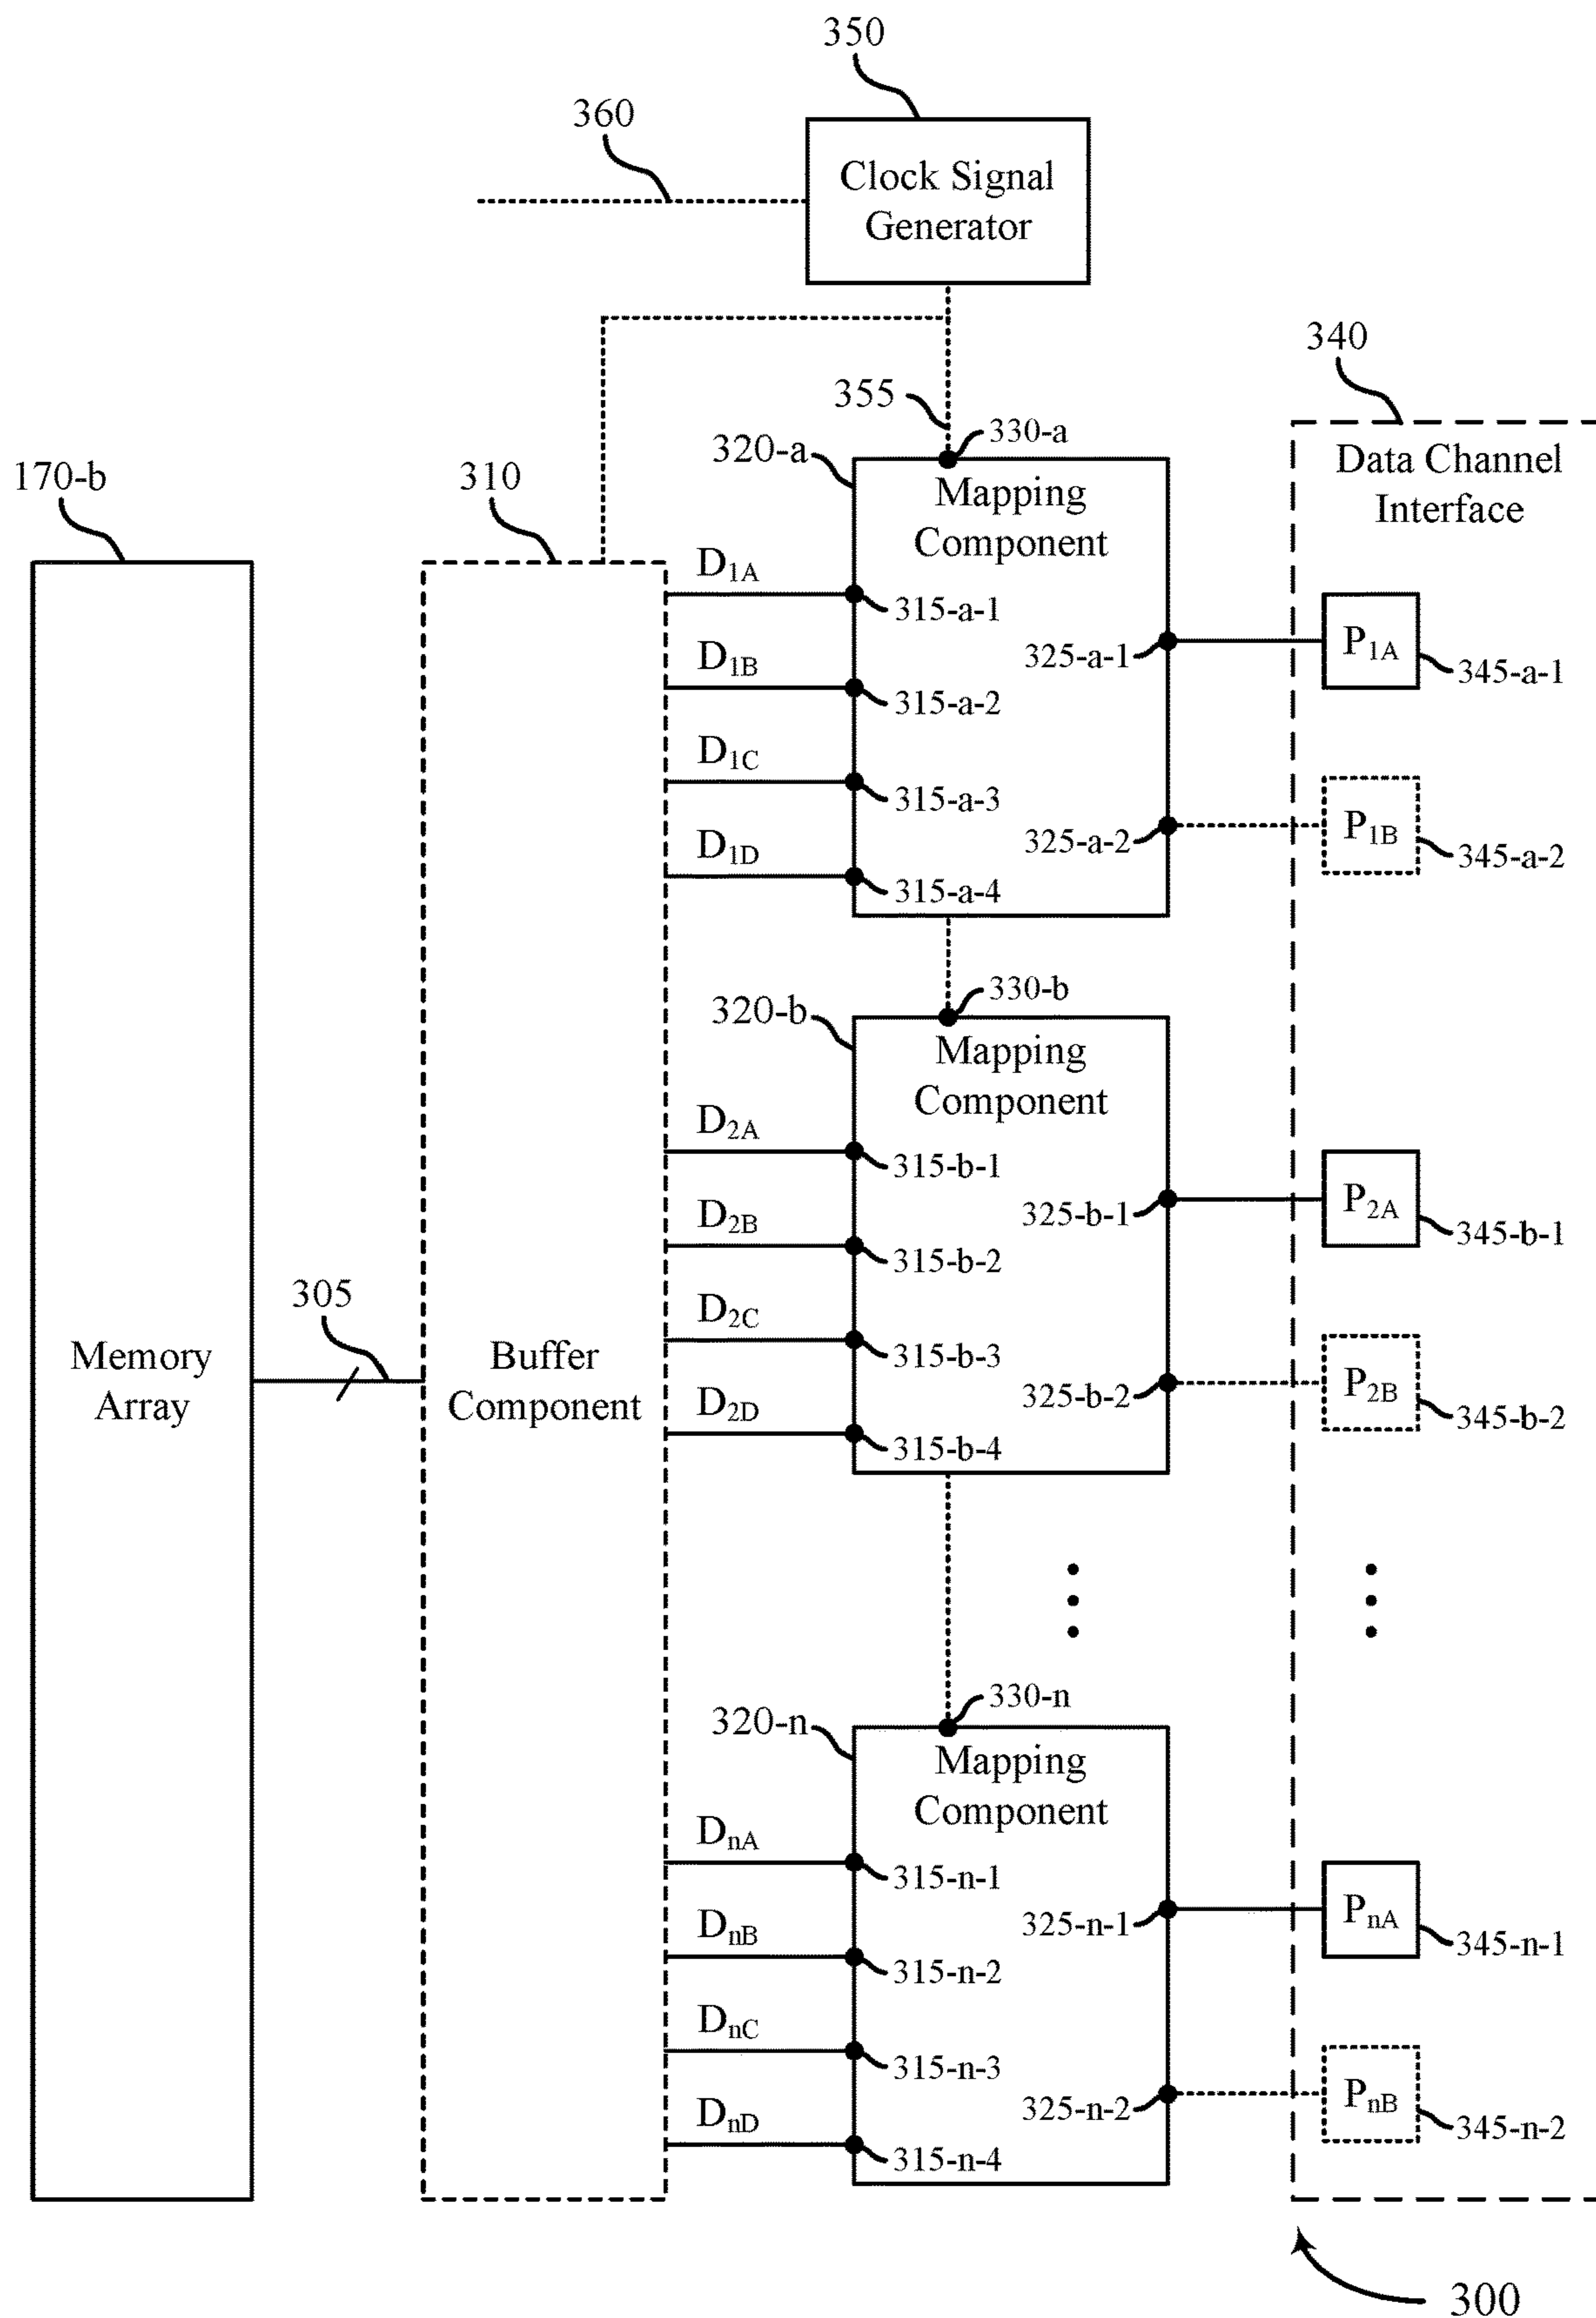 350
360
Clock Signal
Generator
340
355
330-a
320-a
Data Channel
Interface
170-b
310
Mapping
Component
D1A
315-a-1
325-a-1
P1A
345-a-1
D1B
315-a-2
D1C
315-a-3
325-a-2
P1B
345-a-2
D1D
315-a-4
330-b
320-b
Mapping
Component
D2A
315-b-1
325-b-1
P2A
345-b-1
D2B
315-b-2
305
D2C
315-b-3
325-b-2
P2B
345-b-2
Memory
Array
Buffer
Component
D2D
315-b-4
330-n
320-n
Mapping
Component
DnA
315-n-1
325-n-1
PnA
345-n-1
DnB
315-n-2
DnC
315-n-3
325-n-2
PnB
345-n-2
DnD
315-n-4
300